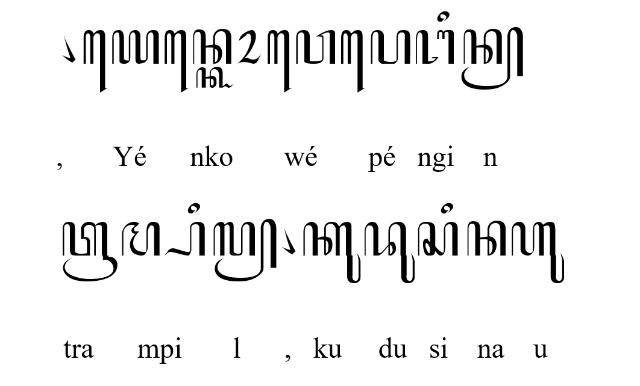 ꧈ꦪꦺꦤ꧀ꦏꦺꦴꦮꦺꦥꦺꦔꦶꦤ꧀
, Yé nko wé pé ngi n
ꦠꦿꦩ꧀ꦥꦶꦭ꧀꧈ꦏꦸꦢꦸꦱꦶꦤꦲꦸ
tra mpi l , ku du si na u